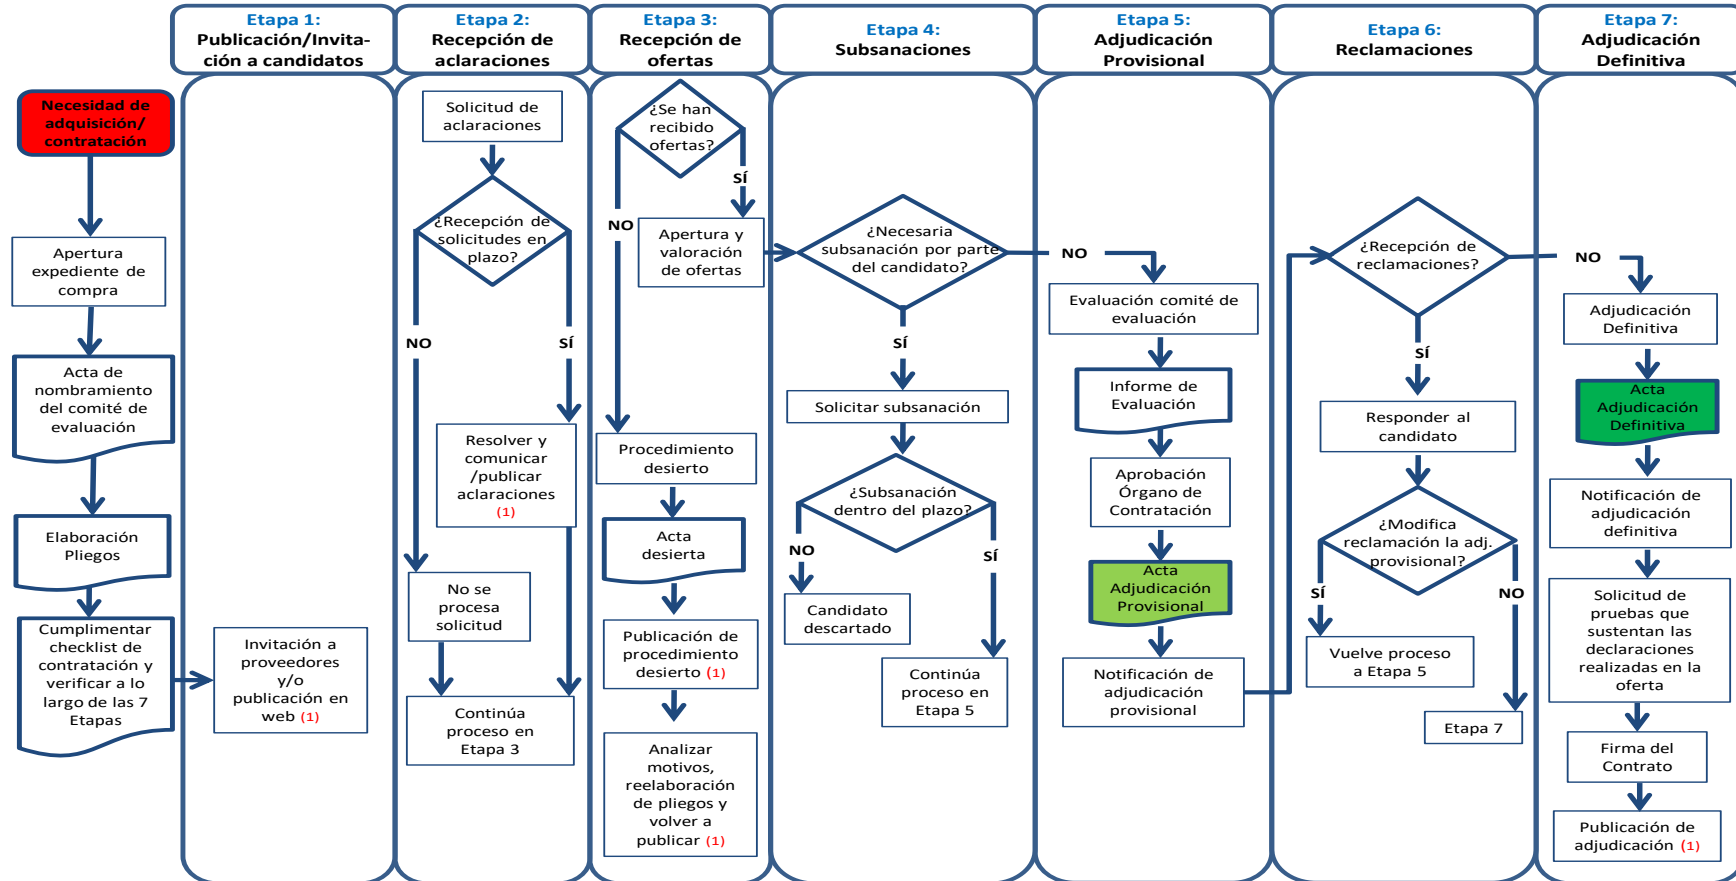 Etapa 1:
Publicación/Invita-
ción a candidatos
Etapa 2:
Recepción de
aclaraciones
Etapa 3:
Recepción de
ofertas
Etapa 4:
Subsanaciones
Etapa 5:
Adjudicación
Provisional
Etapa 6:
Reclamaciones
Etapa 7:
Adjudicación
Definitiva
Necesidad de
adquisición/
contratación
Apertura
expediente de
compra
Acta de
nombramiento
del comité de
evaluación
Elaboración
Pliegos
Cumplimentar
checklist de
contratación y
verificar a lo
largo de las 7
Etapas
Invitación a
proveedores
y/o
publicación en
web (1)
Solicitud de
aclaraciones
¿Recepción de
solicitudes en
plazo?
NO
SÍ
Resolver y
comunicar
/publicar
aclaraciones
(1)
No se
procesa
solicitud
Continúa
proceso en
Etapa 3
¿Se han
recibido
ofertas?
SÍ
NO
Apertura y
valoración
de ofertas
Procedimiento
desierto
Acta
desierta
Publicación de
procedimiento
desierto (1)
Analizar
motivos,
reelaboración
de pliegos y
volver a
publicar (1)
¿Necesaria
subsanación por parte
del candidato?
NO
SÍ
Solicitar subsanación
¿Subsanación
dentro del plazo?
NO
SÍ
Candidato
descartado
Continúa
proceso en
Etapa 5
Evaluación comité de
evaluación
Informe de
Evaluación
Aprobación
Órgano de
Contratación
Acta
Adjudicación
Provisional
Notificación de
adjudicación
provisional
¿Recepción de
reclamaciones?
NO
SÍ
Responder al
candidato
¿Modifica
reclamación la adj.
provisional?
SÍ
NO
Vuelve proceso
a Etapa 5
Etapa 7
Adjudicación
Definitiva
Acta
Adjudicación
Definitiva
Notificación de
adjudicación
definitiva
Solicitud de
pruebas que
sustentan las
declaraciones
realizadas en la
oferta
Firma del
Contrato
Publicación de
adjudicación (1)